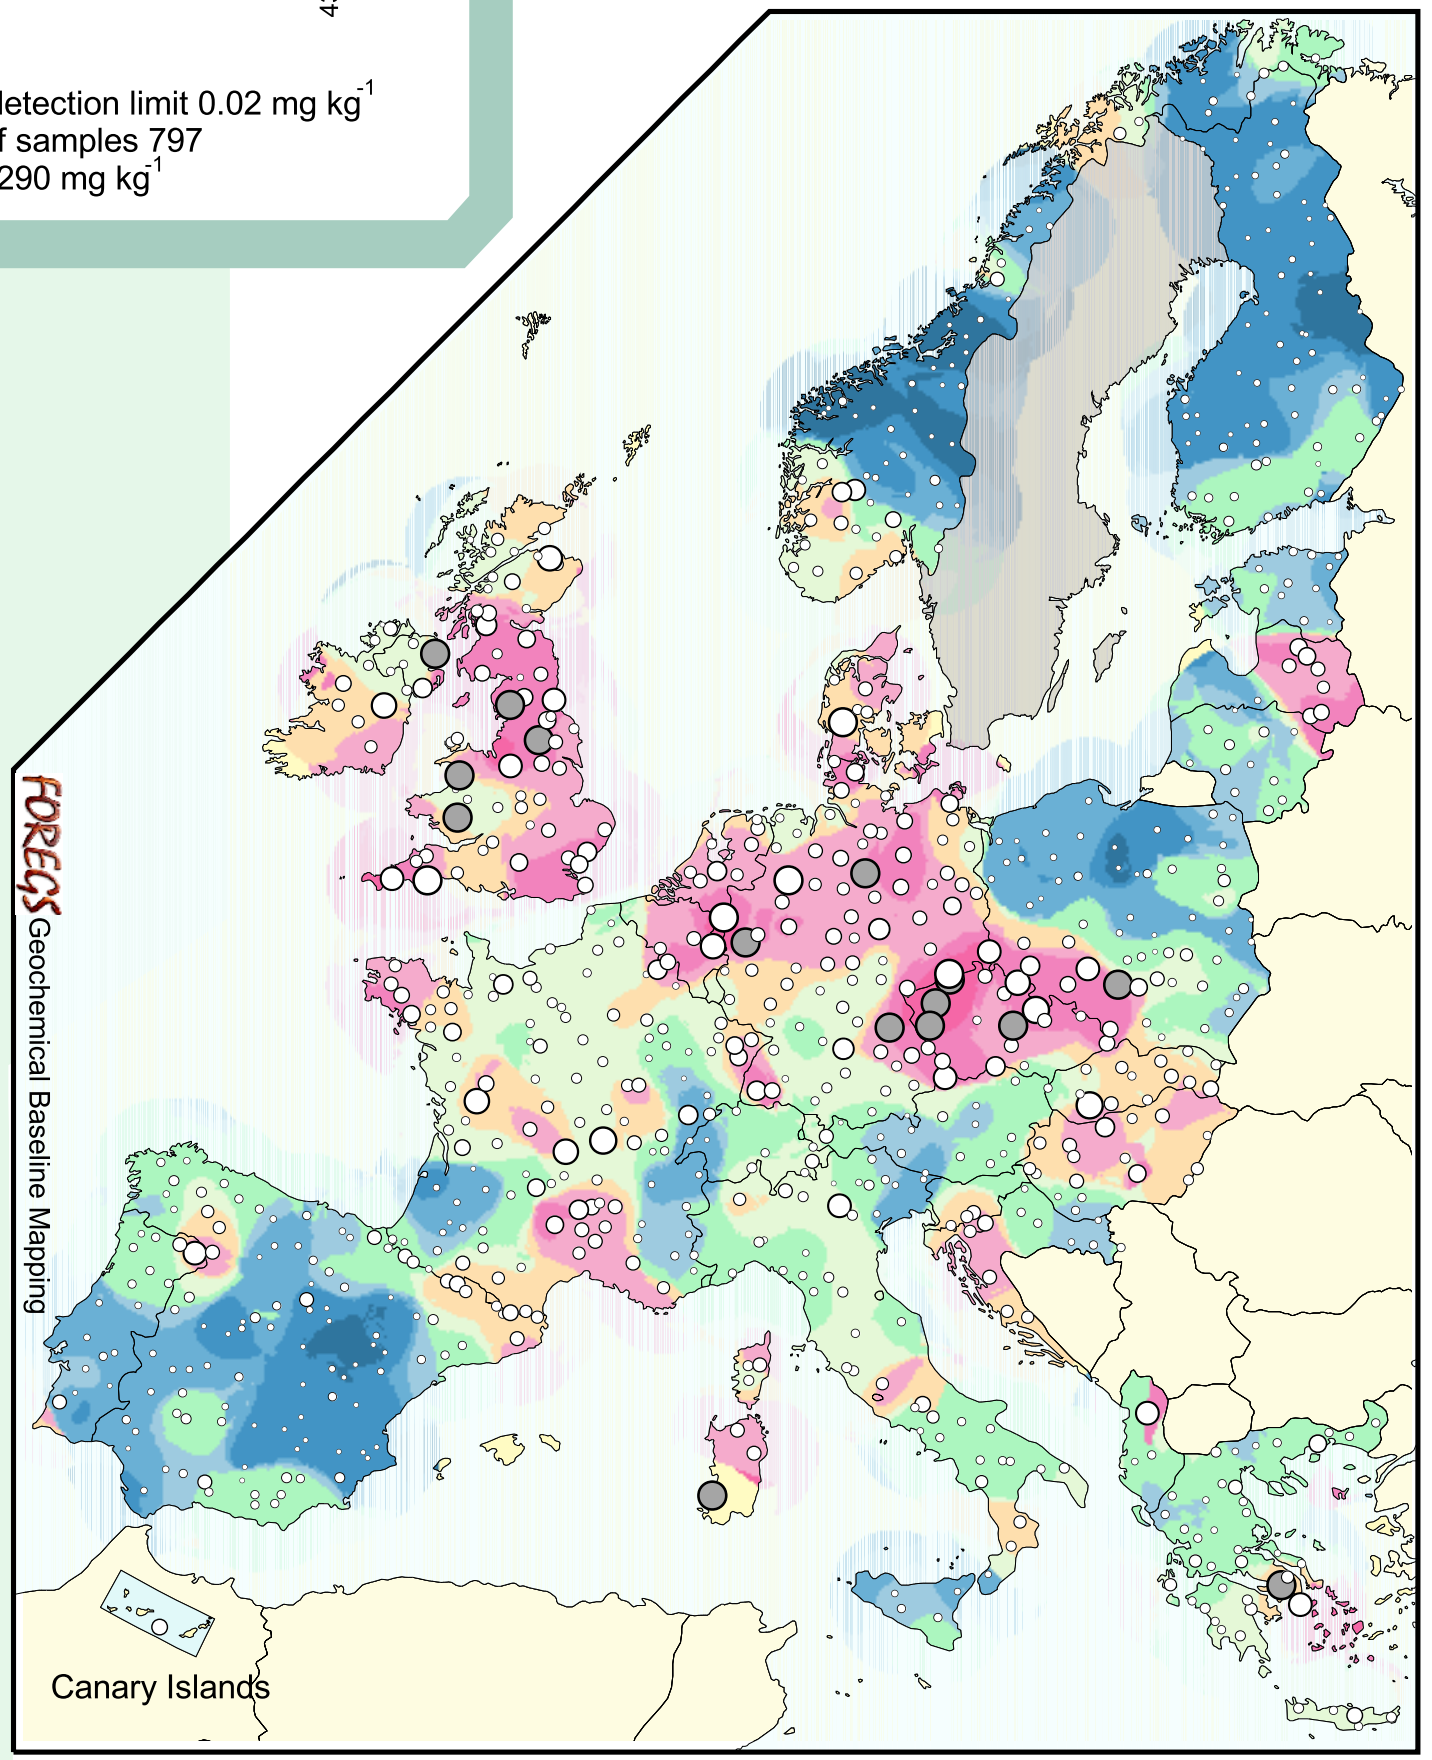 detection limit 0.02 mg kg-1
f samples 797
290 mg kg-1
FOREGS Geochemical Baseline Mapping
Canary Islands